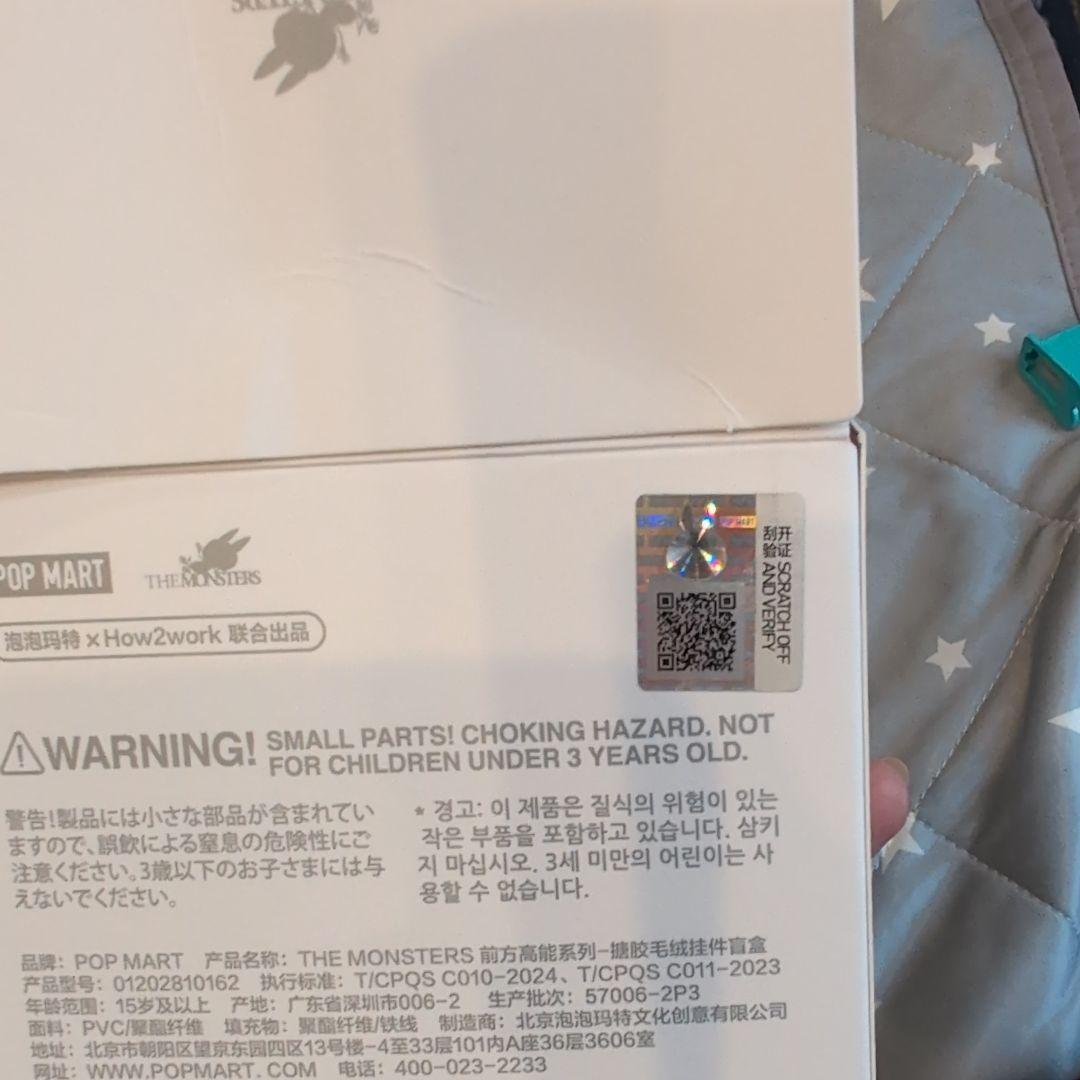 POP MART
THE MONSTERS
泡泡玛特 × How2work 联合出品
POP MART
开证 SCRATCH OFF
刮验 AND VERIFY
WARNING! SMALL PARTS! CHOKING HAZARD. NOT
FOR CHILDREN UNDER 3 YEARS OLD.
警告!製品には小さな部品が含まれてい
ますので、誤飲による窒息の危険性にご
注意ください。3歳以下のお子さまには与
えないでください。
* 경고: 이 제품은 질식의 위험이 있는
작은 부품을 포함하고 있습니다. 삼키
지 마십시오. 3세 미만의 어린이는 사
용할 수 없습니다.
品牌: POP MART 产品名称: THE MONSTERS 前方高能系列-搪胶毛绒挂件盲盒
产品型号: 01202810162 执行标准: T/CPQS C010-2024、T/CPQS C011-2023
年龄范围: 15岁及以上 产地: 广东省深圳市006-2 生产批次: 57006-2P3
面料: PVC/聚酯纤维 填充物: 聚酯纤维/铁线 制造商: 北京泡泡玛特文化创意有限公司
地址: 北京市朝阳区望京东园四区13号楼-4至33层101内A座36层3606室
网址: WWW.POPMART.COM 电话: 400-023-2233